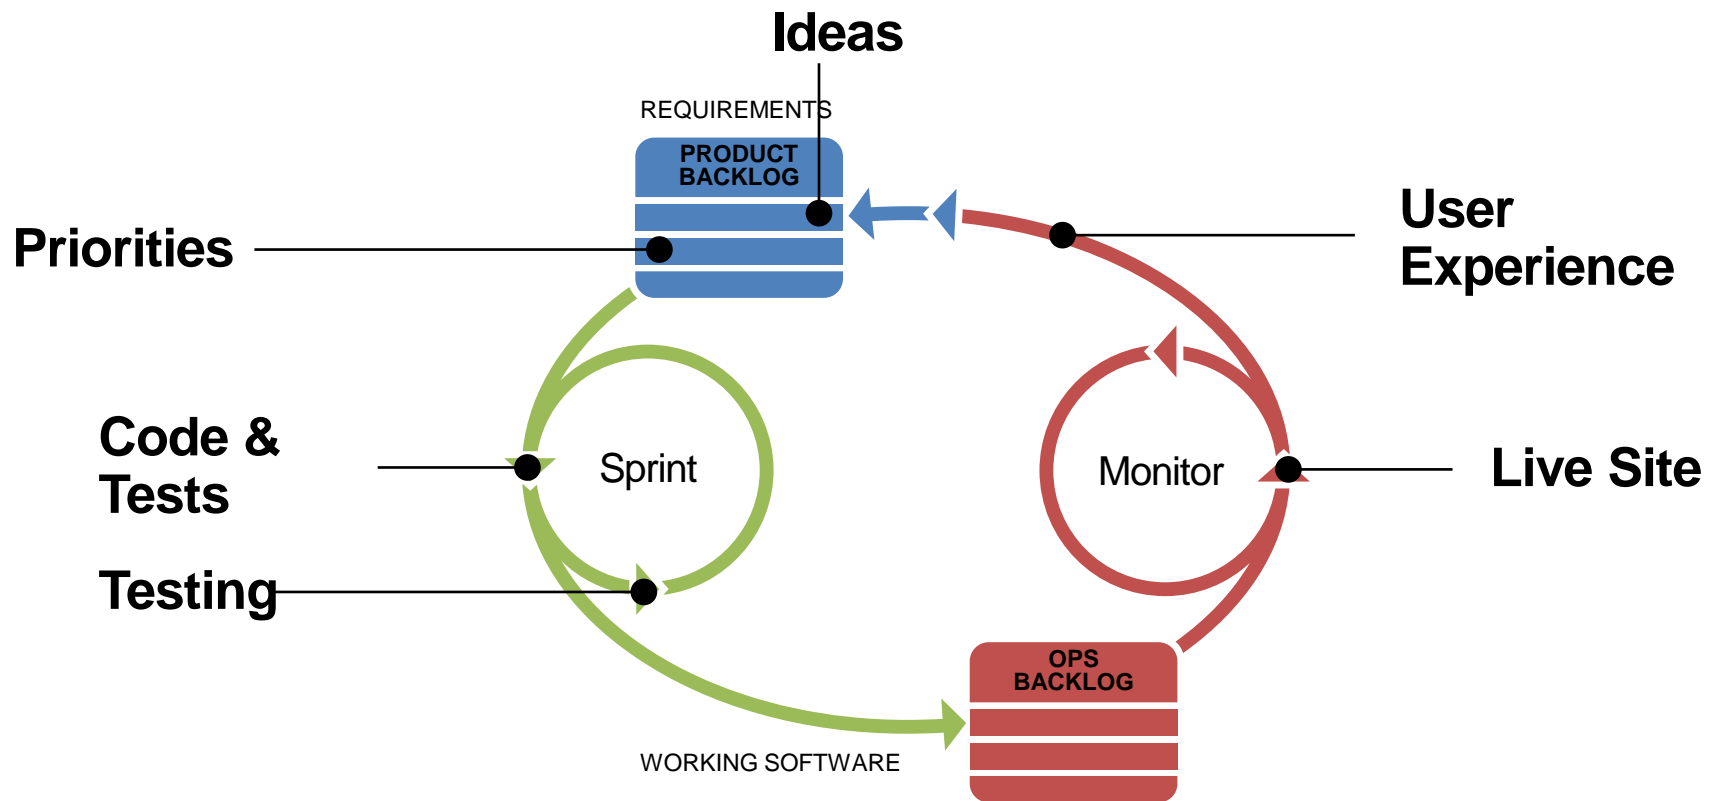 Ideas
REQUIREMENTS
PRODUCT
BACKLOG
Priorities
User
Experience
Code &
Tests
Sprint
Monitor
Live Site
Testing
OPS
BACKLOG
WORKING SOFTWARE